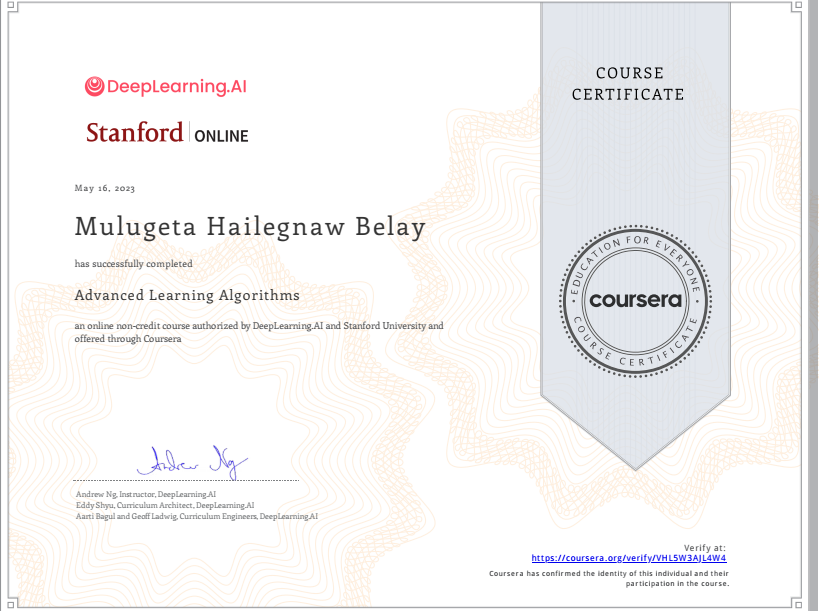 DeepLearning.AI
Stanford ONLINE
COURSE
CERTIFICATE
May 16, 2023
Mulugeta Hailegnaw Belay
has successfully completed
Advanced Learning Algorithms
an online non-credit course authorized by DeepLearning.AI and Stanford University and
offered through Coursera
EDUCATION FOR EVERYONE
coursera
COURSE CERTIFICATE
Andrew Ng
Andrew Ng, Instructor, DeepLearning.AI
Eddy Shyu, Curriculum Architect, DeepLearning.AI
Aarti Bagul and Geoff Ladwig, Curriculum Engineers, DeepLearning.AI
Verify at:
https://coursera.org/verify/VHL5W3AJL4W4
Coursera has confirmed the identity of this individual and their
participation in the course.